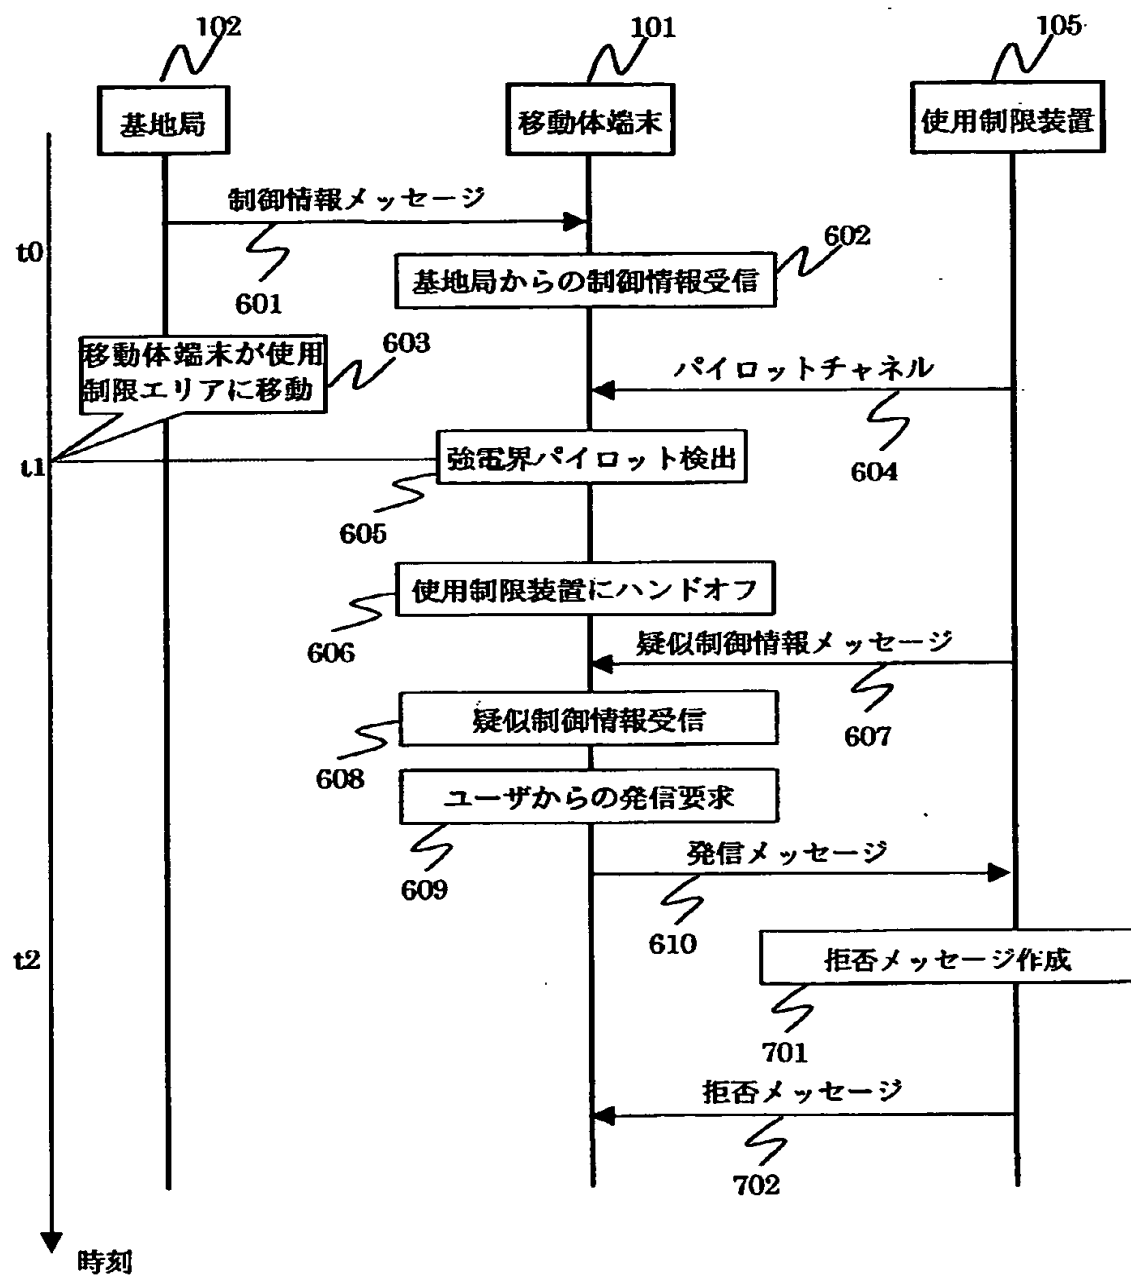 102
101
105
基地局
移動体端末
使用制限装置
制御情報メッセージ
t0
601
602
基地局からの制御情報受信
移動体端末が使用
制限エリアに移動
603
パイロットチャネル
604
t1
強電界パイロット検出
605
使用制限装置にハンドオフ
606
疑似制御情報メッセージ
607
疑似制御情報受信
608
ユーザからの発信要求
609
発信メッセージ
610
t2
拒否メッセージ作成
701
拒否メッセージ
702
時刻